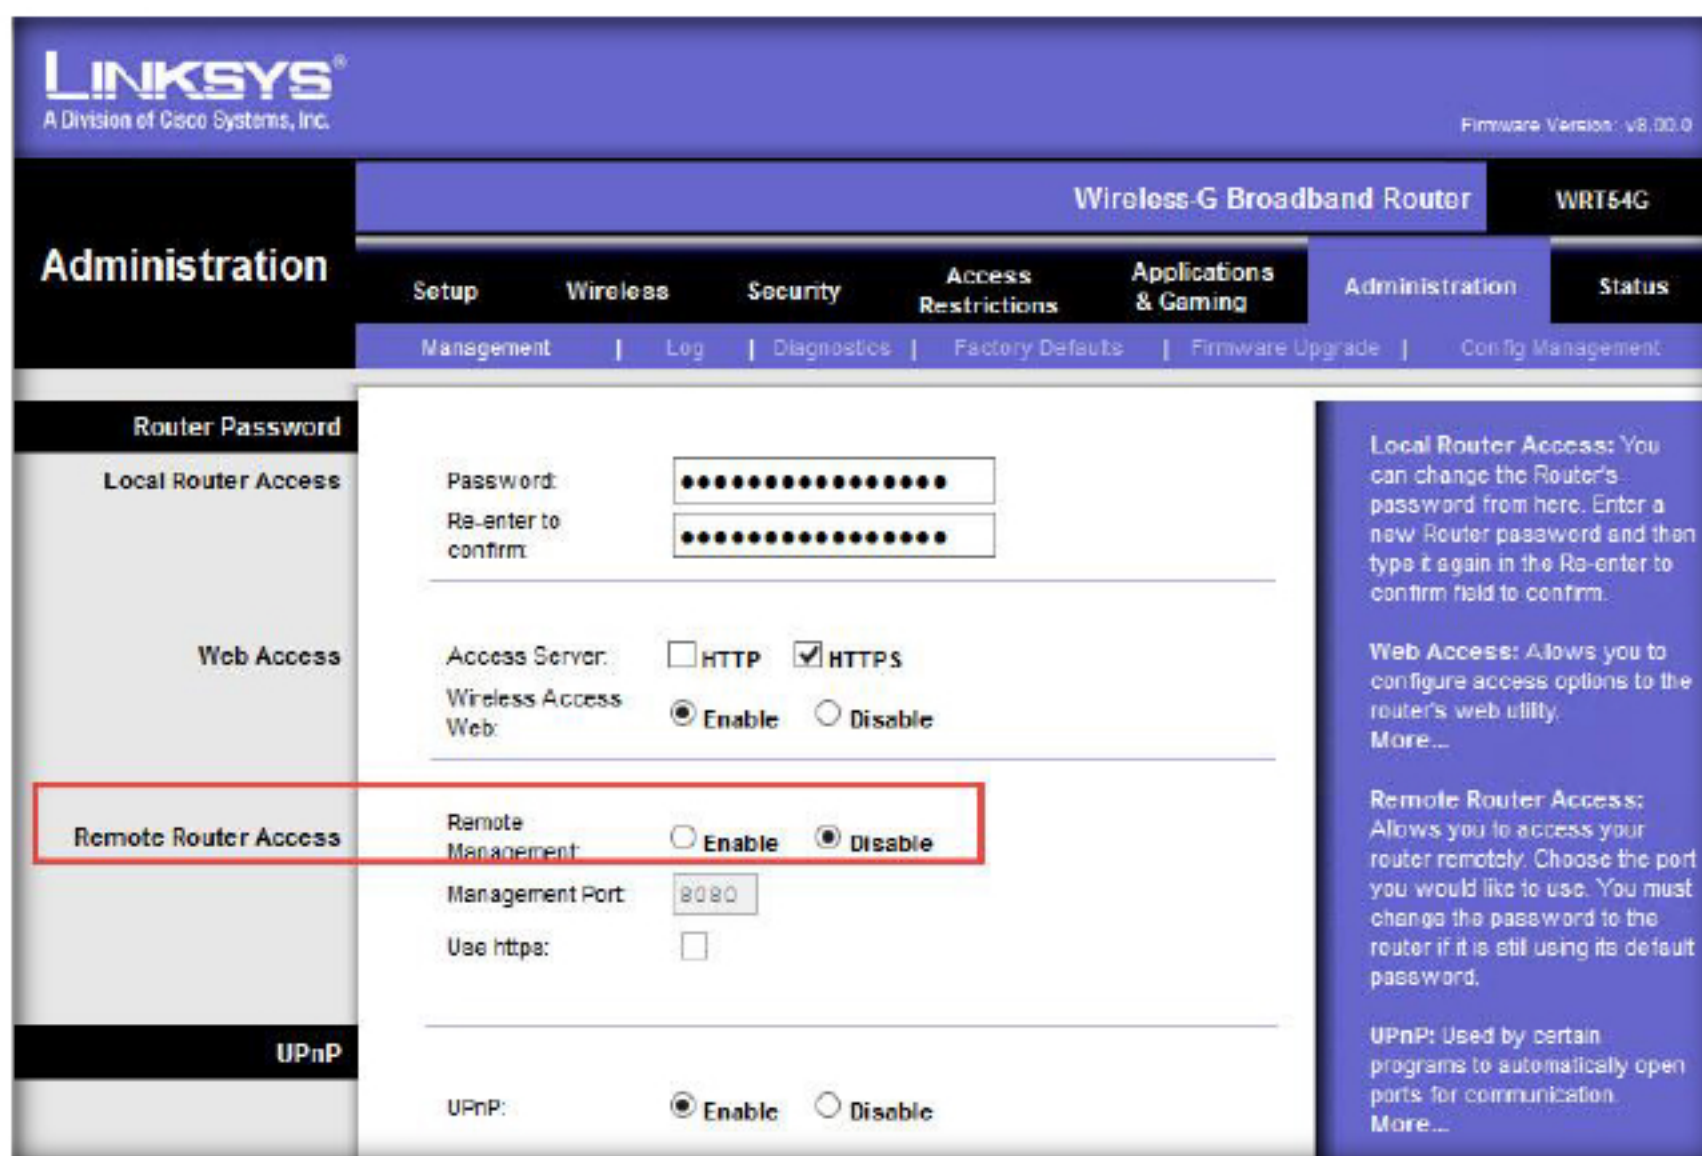 LINKSYS®
A Division of Cisco Systems, Inc.
Firmware Version: v8.00.0
Wireless-G Broadband Router
WRT54G
Administration
Setup
Wireless
Security
Access
Restrictions
Applications
& Gaming
Administration
Status
Management | Log | Diagnostics | Factory Defaults | Firmware Upgrade | Config Management
Router Password
Local Router Access
Password:
Re-enter to
confirm:
Web Access
Access Server:
HTTP
HTTPS
Wireless Access
Web:
Enable
Disable
Remote Router Access
Remote
Management:
Enable
Disable
Management Port:
8080
Use https:
UPnP
UPnP:
Enable
Disable
Local Router Access: You
can change the Router's
password from here. Enter a
new Router password and then
type it again in the Re-enter to
confirm field to confirm.
Web Access: Allows you to
configure access options to the
router's web utility.
More...
Remote Router Access:
Allows you to access your
router remotely. Choose the port
you would like to use. You must
change the password to the
router if it is still using its default
password.
UPnP: Used by certain
programs to automatically open
ports for communication.
More...